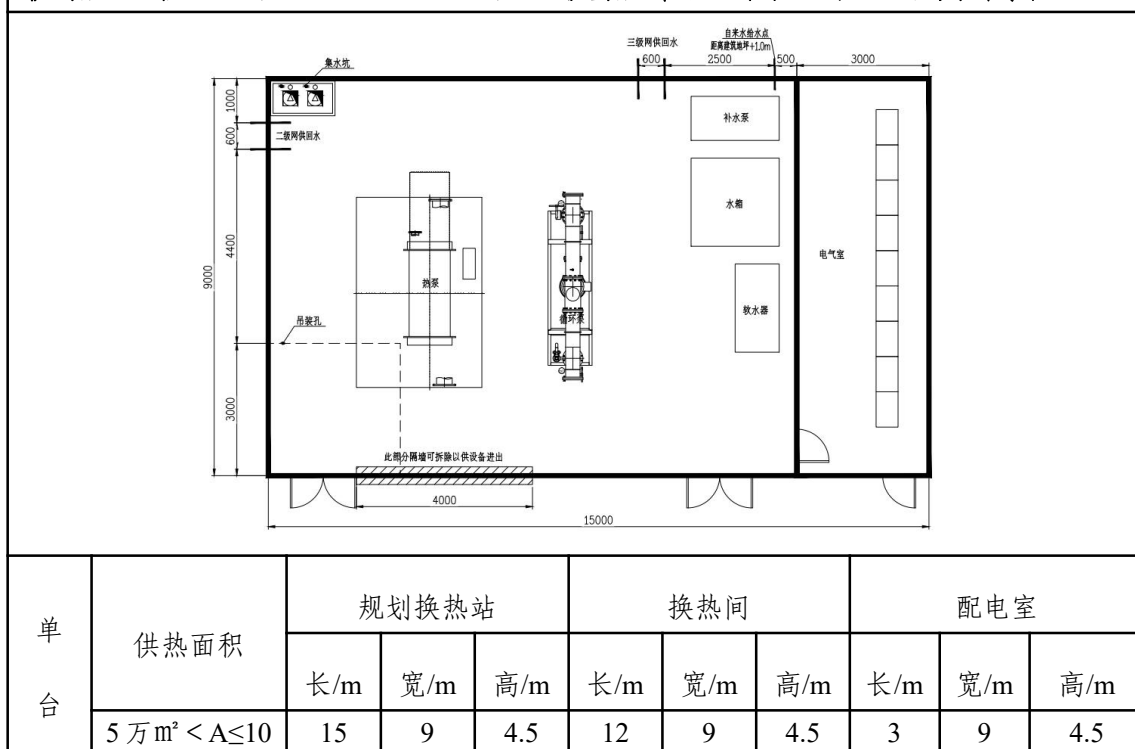 三级网供回水
自来水给水点
距离建筑地坪+1.0m
600
2500
500
3000
集水坑
1000
600
二级网供回水
补水泵
水箱
4400
9000
电气室
热泵
循环泵
软水器
吊装孔
3000
此部分隔墙可拆除以供设备进出
4000
15000
单台
供热面积
规划换热站
换热间
配电室
长/m 宽/m 高/m 长/m 宽/m 高/m 长/m 宽/m 高/m
5万㎡<A≤10 15 9 4.5 12 9 4.5 3 9 4.5